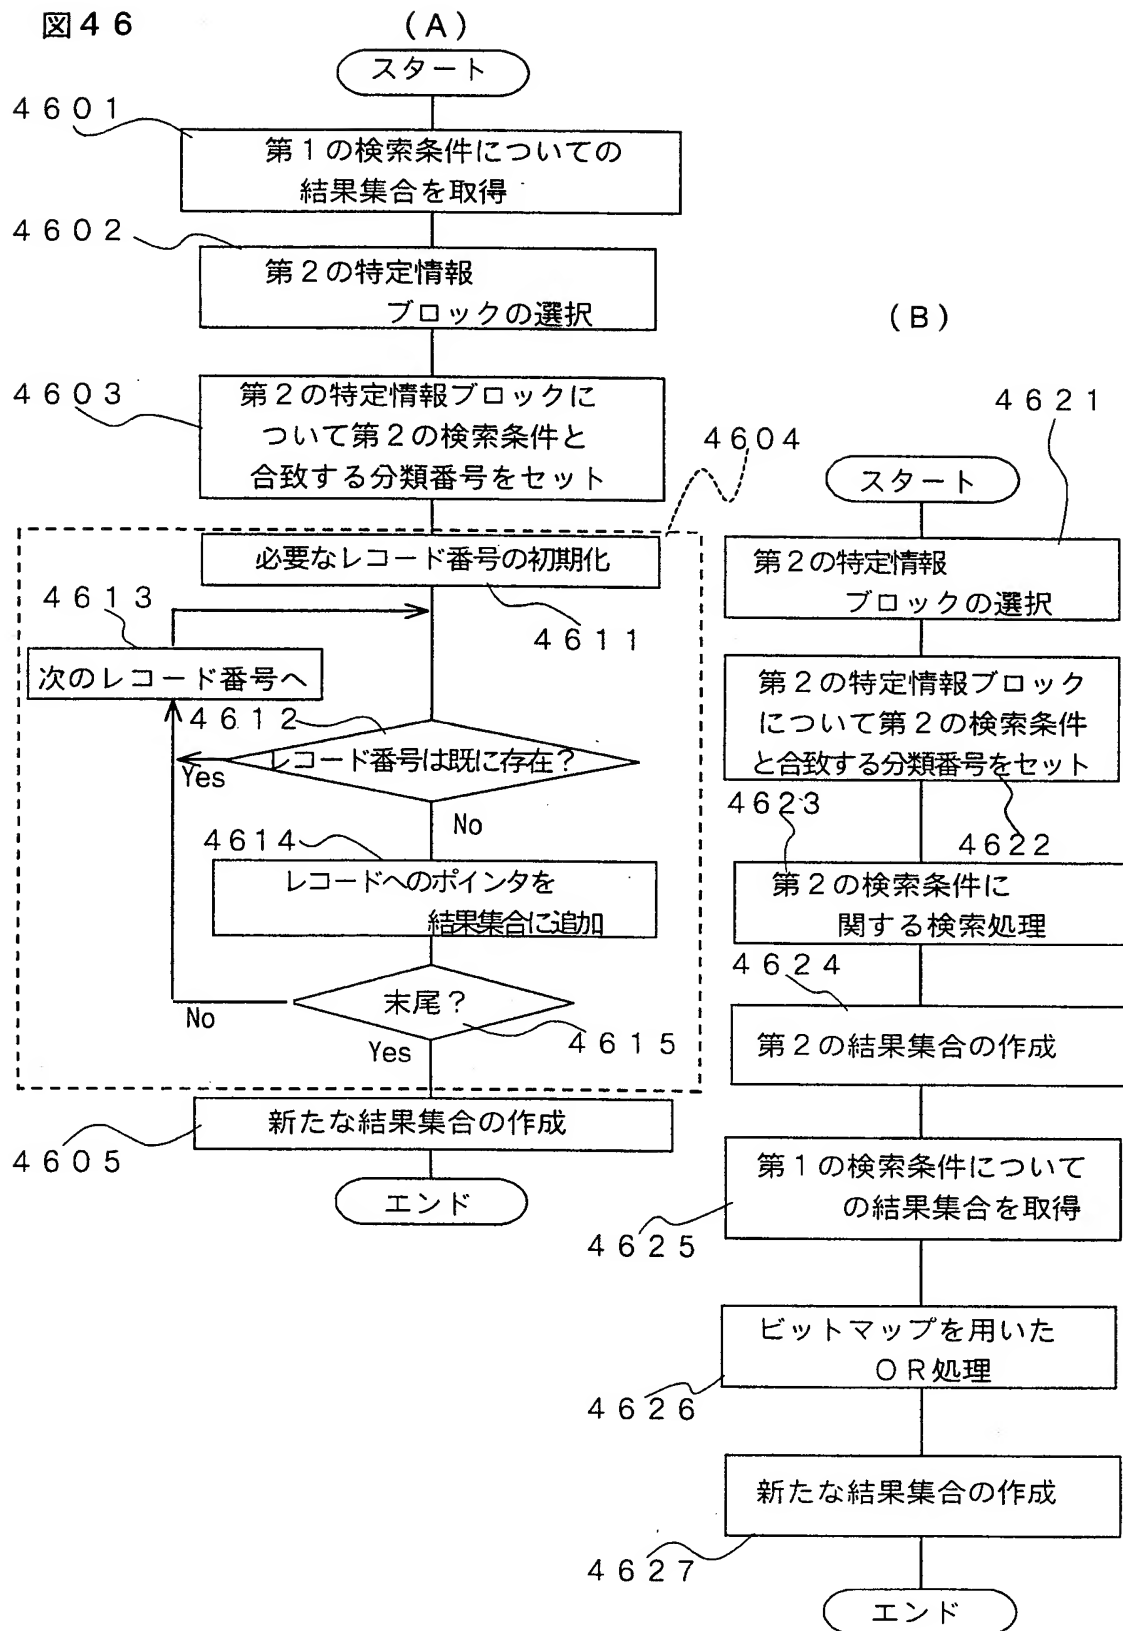 図46
(A)
スタート
4601
第1の検索条件についての
結果集合を取得
4602
第2の特定情報
ブロックの選択
4603
第2の特定情報ブロックに
ついて第2の検索条件と
合致する分類番号をセット
4604
必要なレコード番号の初期化
4611
4613
次のレコード番号へ
4612
レコード番号は既に存在?
Yes
No
4614
レコードへのポインタを
結果集合に追加
末尾?
No
4615
Yes
新たな結果集合の作成
4605
エンド
(B)
4621
スタート
第2の特定情報
ブロックの選択
第2の特定情報ブロック
について第2の検索条件
と合致する分類番号をセット
4623
4622
第2の検索条件に
関する検索処理
4624
第2の結果集合の作成
第1の検索条件について
の結果集合を取得
4625
ビットマップを用いた
OR処理
4626
新たな結果集合の作成
4627
エンド